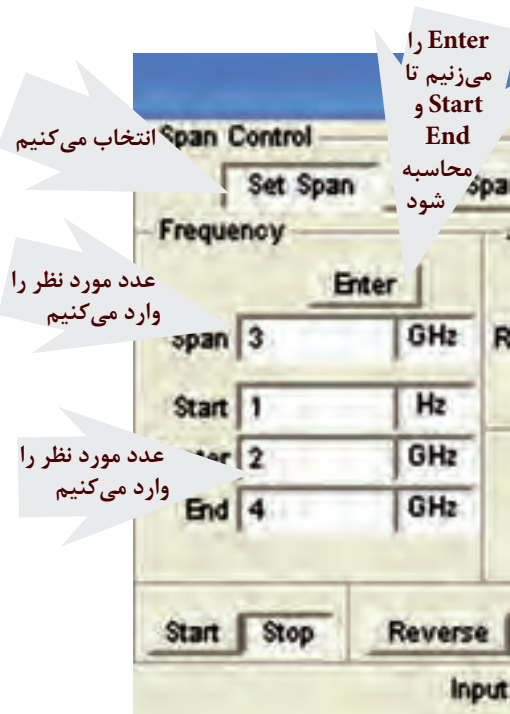 Enter را
می‌زنیم تا
Start و
End
محاسبه
شود
انتخاب می‌کنیم
Span Control
Set Span
Frequency
Enter
عدد مورد نظر را
وارد می‌کنیم
Span 3 GHz
Start 1 Hz
عدد مورد نظر را
وارد می‌کنیم
2 GHz
End 4 GHz
Start Stop Reverse
Input